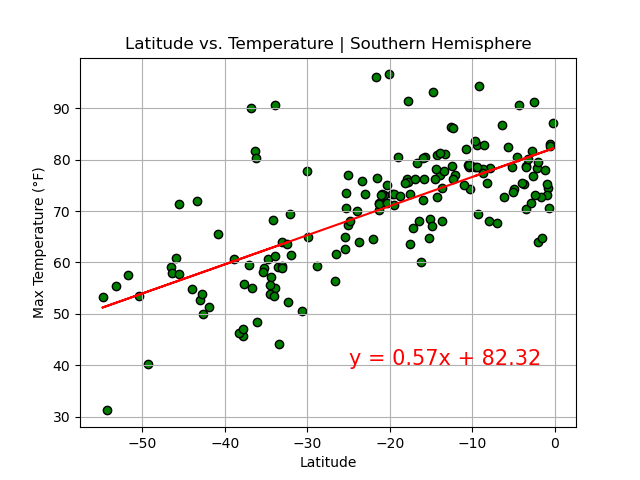 Latitude vs. Temperature | Southern Hemisphere
Max Temperature (°F)
90
80
70
60
50
40
30
y = 0.57x + 82.32
−50 −40 −30 −20 −10 0
Latitude